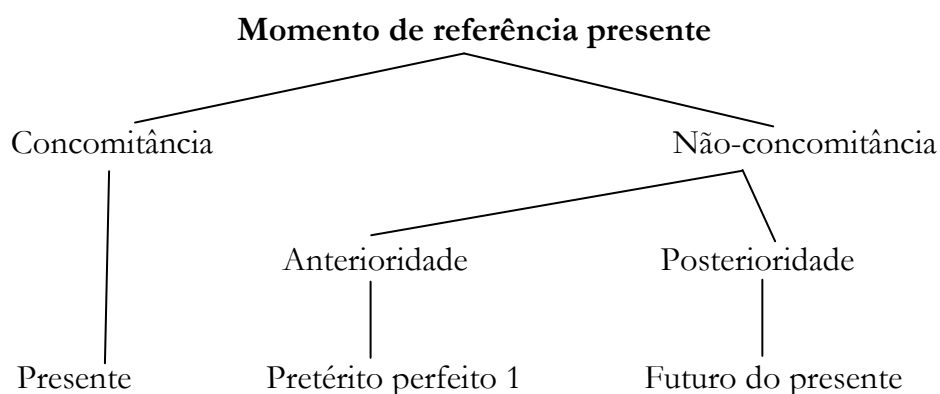 Momento de referência presente
Concomitância Não-concomitância
Anterioridade Posterioridade
Presente Pretérito perfeito 1 Futuro do presente